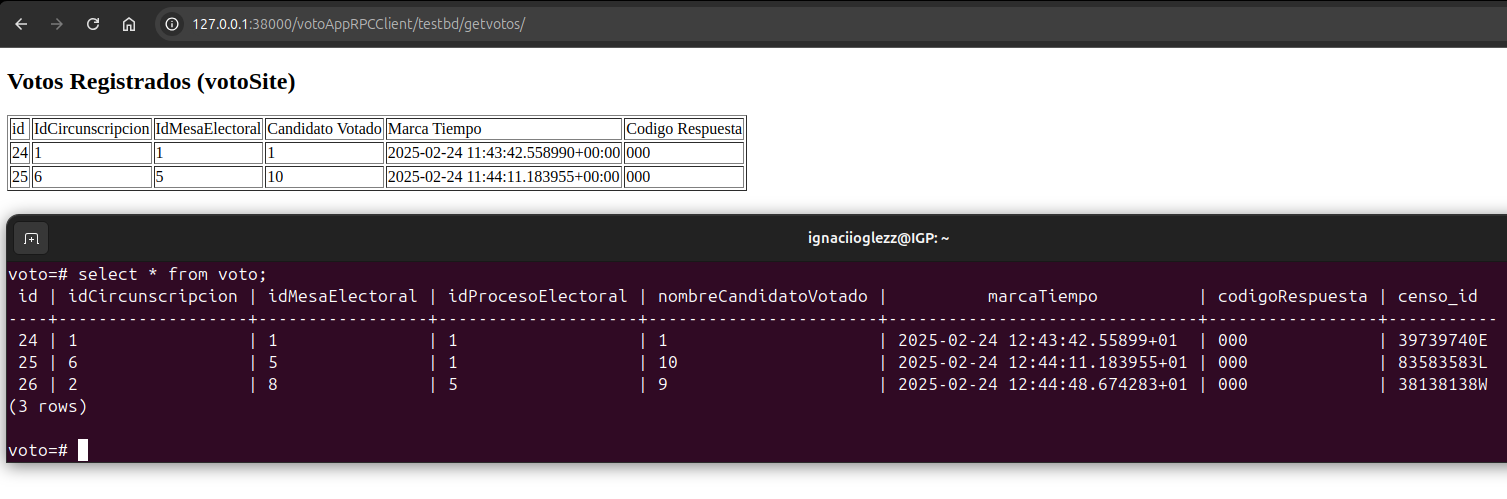 127.0.0.1:38000/votoAppRPCClient/testbd/getvotos/
Votos Registrados (votoSite)
id IdCircunscripcion IdMesaElectoral Candidato Votado Marca Tiempo Codigo Respuesta
24 1 1 1 2025-02-24 11:43:42.558990+00:00 000
25 6 5 10 2025-02-24 11:44:11.183955+00:00 000
ignaciioglezz@IGP: ~
voto=# select * from voto;
id | idCircunscripcion | idMesaElectoral | idProcesoElectoral | nombreCandidatoVotado | marcaTiempo | codigoRespuesta | censo_id
----+-------------------+-----------------+--------------------+-----------------------+-------------------------------+-----------------+-----------
24 | 1 | 1 | 1 | 1 | 2025-02-24 12:43:42.55899+01 | 000 | 39739740E
25 | 6 | 5 | 1 | 10 | 2025-02-24 12:44:11.183955+01 | 000 | 83583583L
26 | 2 | 8 | 5 | 9 | 2025-02-24 12:44:48.674283+01 | 000 | 38138138W
(3 rows)
voto=#